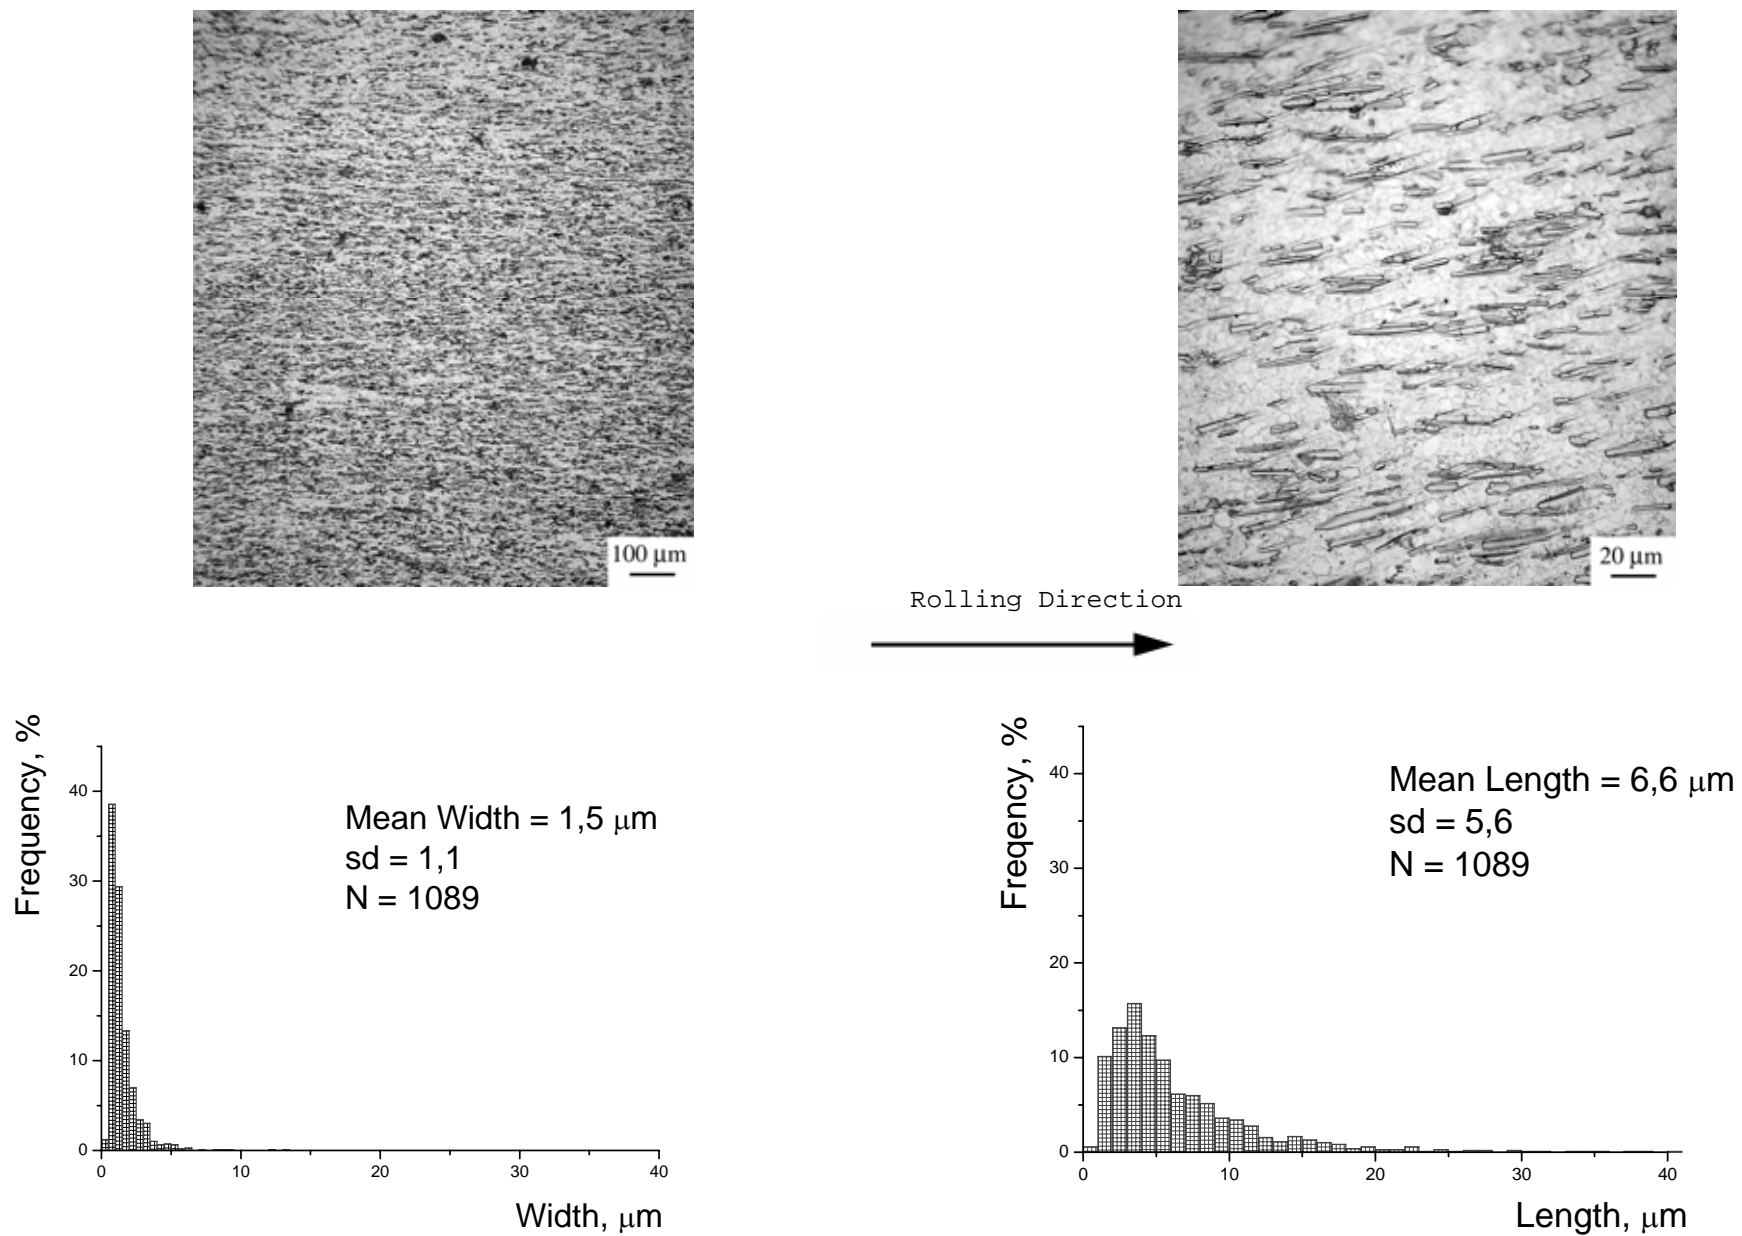 100 μm
20 μm
Rolling Direction
Frequency, %
40
30
20
10
0
0
10
20
30
40
Width, μm
Mean Width = 1,5 μm
sd = 1,1
N = 1089
Freqency, %
40
30
20
10
0
0
10
20
30
40
Length, μm
Mean Length = 6,6 μm
sd = 5,6
N = 1089